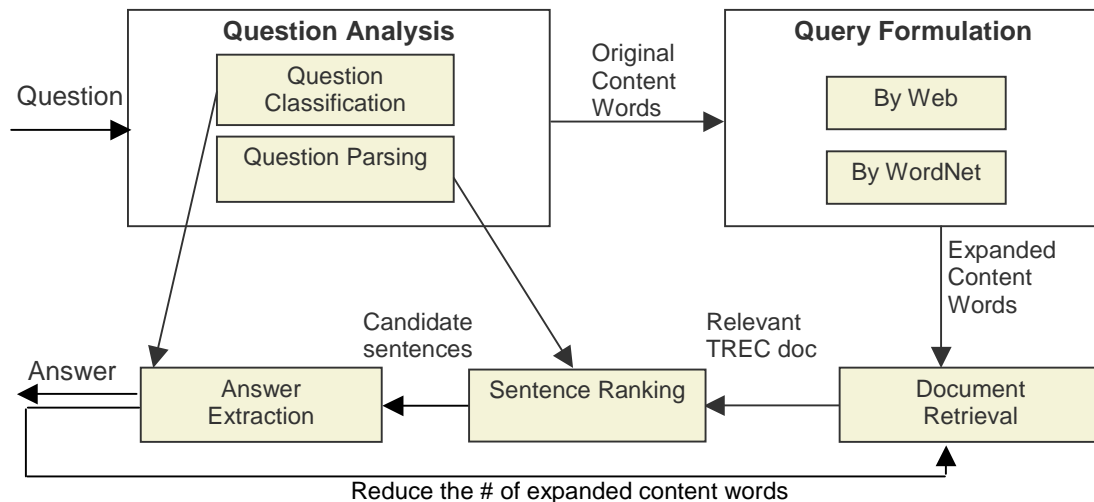 Question Analysis
Query Formulation
Question
Classification
Original
Content
Words
By Web
Question
Question Parsing
By WordNet
Expanded
Content
Words
Candidate
sentences
Relevant
TREC doc
Answer
Answer
Extraction
Sentence Ranking
Document
Retrieval
Reduce the # of expanded content words